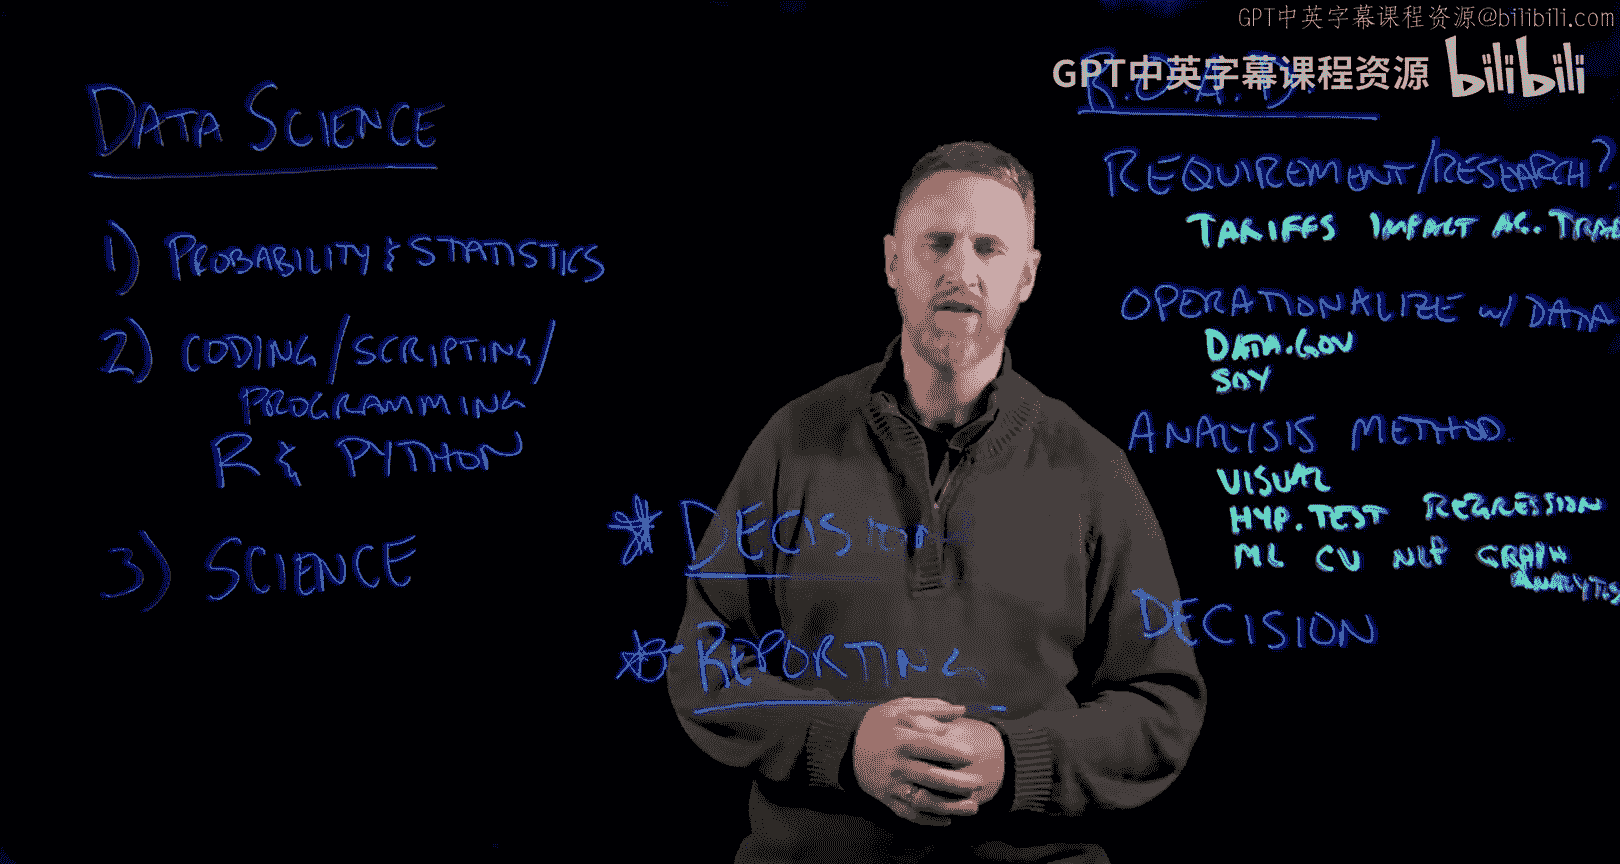 GPT中英字幕课程资源@bilibili.com
GPT中英字幕课程资源 bilibili
DATA SCIENCE
1) PROBABILITY & STATISTICS
2) CODING/SCRIPTING/
PROGRAMMING
R & PYTHON
3) SCIENCE
* DECISION
* REPORTING
R.O.A.D.
REQUIREMENT/RESEARCH?
TARIFFS IMPACT AG. TRADE
OPERATIONALIZE w/ DATA
DATA.GOV
SOY
ANALYSIS METHOD.
VISUAL
HYP. TEST REGRESSION
ML CV NLP GRAPH
ANALYTICS
DECISION